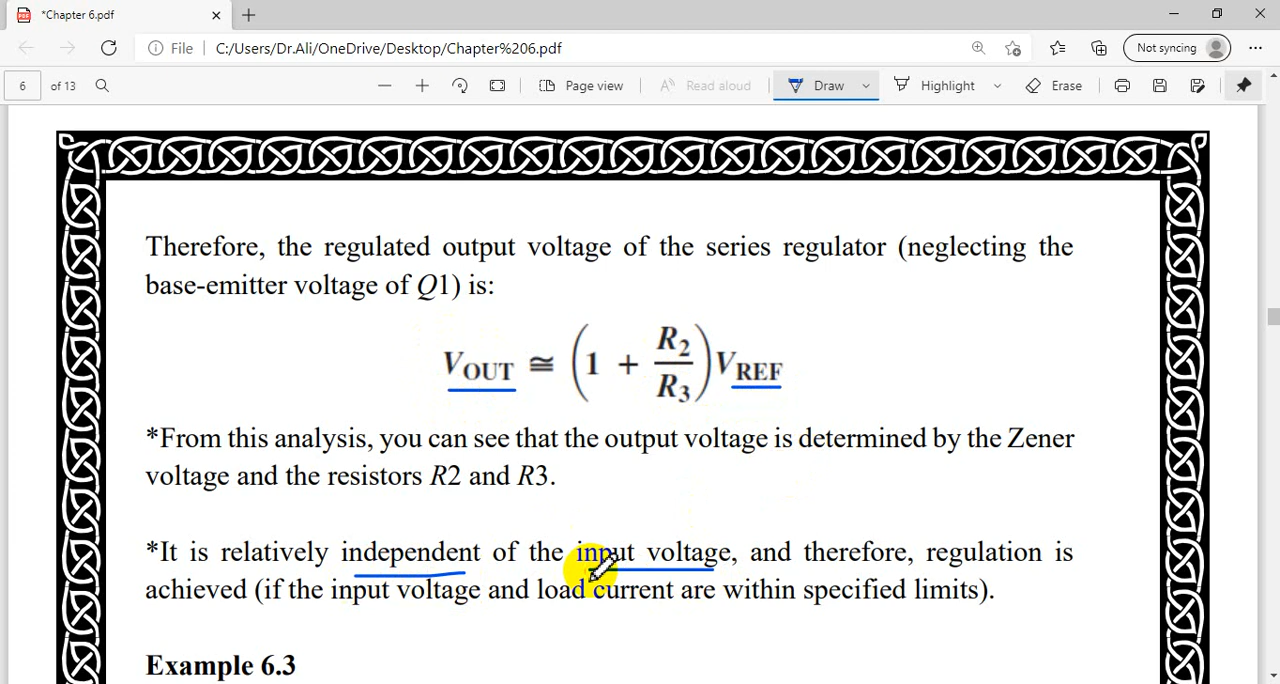 *Chapter 6.pdf
File C:/Users/Dr.Ali/OneDrive/Desktop/Chapter%206.pdf Not syncing
6 of 13 Page view Read aloud Draw Highlight Erase
Therefore, the regulated output voltage of the series regulator (neglecting the
base-emitter voltage of Q1) is:
V_OUT ≅ (1 + R_2/R_3) V_REF
*From this analysis, you can see that the output voltage is determined by the Zener
voltage and the resistors R2 and R3.
*It is relatively independent of the input voltage, and therefore, regulation is
achieved (if the input voltage and load current are within specified limits).
Example 6.3